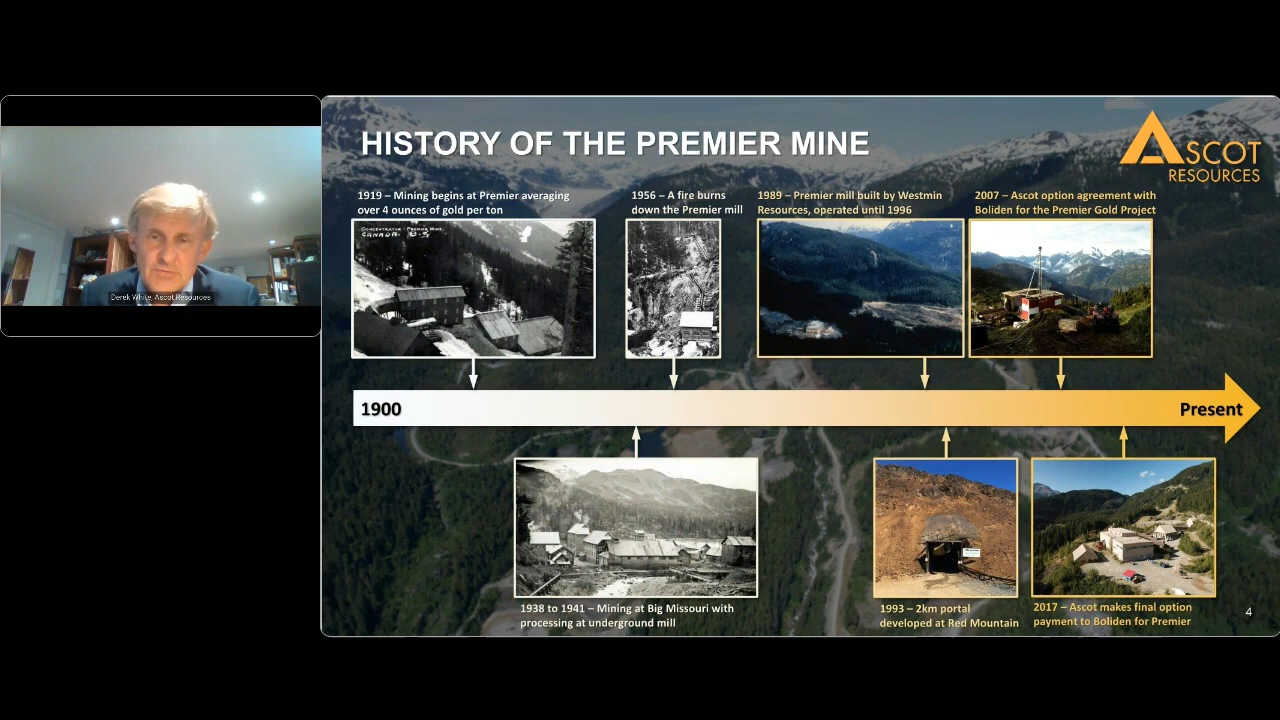 HISTORY OF THE PREMIER MINE
ASCOT
RESOURCES
1919 – Mining begins at Premier averaging
over 4 ounces of gold per ton
1956 – A fire burns
down the Premier mill
1989 – Premier mill built by Westmin
Resources, operated until 1996
2007 – Ascot option agreement with
Boliden for the Premier Gold Project
CONCENTRATOR - PREMIER MINE.
CANADA.
Derek White, Ascot Resources
1900
Present
1938 to 1941 – Mining at Big Missouri with
processing at underground mill
1993 – 2km portal
developed at Red Mountain
2017 – Ascot makes final option
payment to Boliden for Premier
4